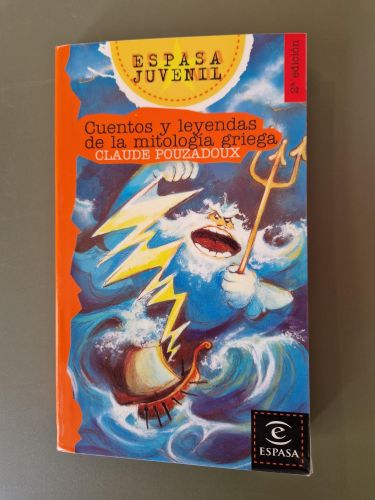 ESPASA
JUVENIL
2ª edición
Cuentos y leyendas
de la mitología griega
CLAUDE POUZADOUX
e
ESPASA